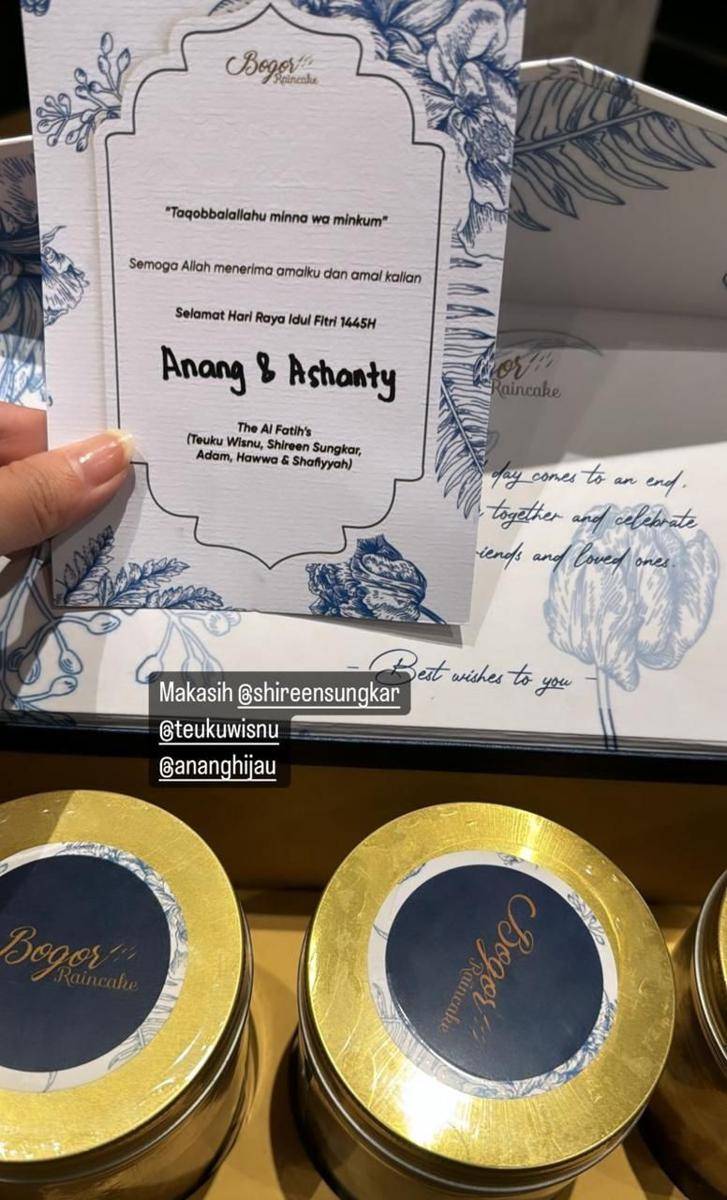 Bogor
Raincake
"Taqobbalallahu minna wa minkum"
Semoga Allah menerima amalku dan amal kalian
Selamat Hari Raya Idul Fitri 1445H
Anang & Ashanty
The Al Fatih's
(Teuku Wisnu, Shireen Sungkar,
Adam, Hawwa & Shafiyyah)
or
Raincake
day comes to an end.
together and celebrate
iends and loved ones.
- Best wishes to you -
Makasih @shireensungkar
@teukuwisnu
@ananghijau
Bogor
Raincake
Bogor
Raincake